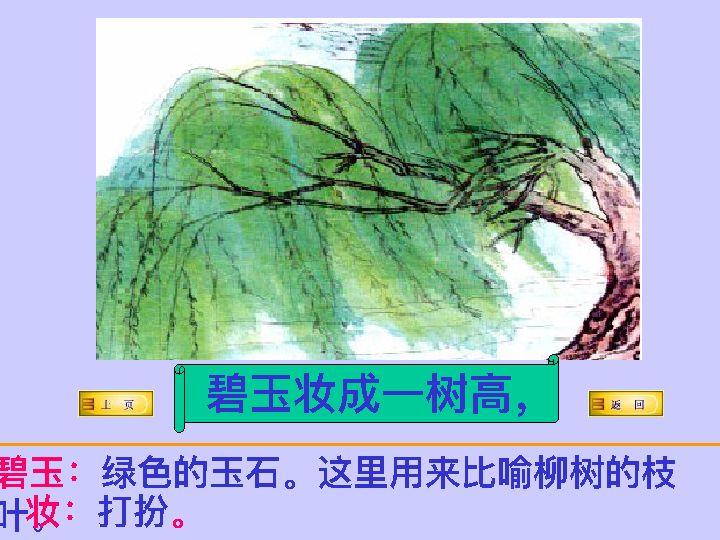 碧玉妆成一树高，
上 页
返 回
碧玉：绿色的玉石。这里用来比喻柳树的枝
叶。
妆：打扮。